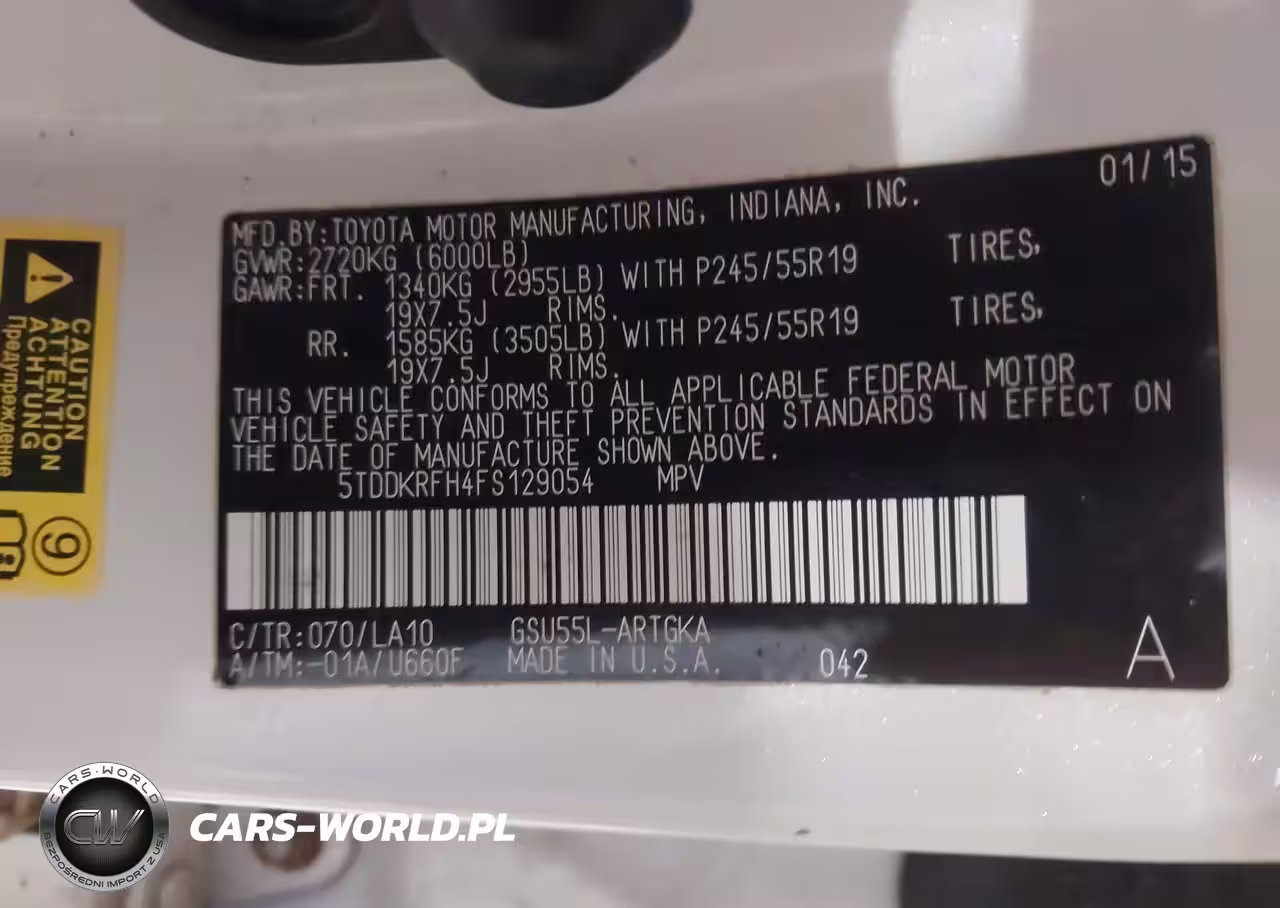 01/15
MFD.BY:TOYOTA MOTOR MANUFACTURING, INDIANA, INC.
GVWR:2720KG (6000LB)
GAWR:FRT. 1340KG (2955LB) WITH P245/55R19 TIRES,
19X7.5J RIMS.
RR. 1585KG (3505LB) WITH P245/55R19 TIRES,
19X7.5J RIMS.
THIS VEHICLE CONFORMS TO ALL APPLICABLE FEDERAL MOTOR
VEHICLE SAFETY AND THEFT PREVENTION STANDARDS IN EFFECT ON
THE DATE OF MANUFACTURE SHOWN ABOVE.
5TDDKRFH4FS129054 MPV
C/TR:070/LA10 GSU55L-ARTGKA
A/TM:-01A/U660F MADE IN U.S.A. 042 A
CAUTION
ATTENTION
ACHTUNG
Предупреждение
9
CARS-WORLD
CW
BEZPOŚREDNI IMPORT Z USA
CARS-WORLD.PL